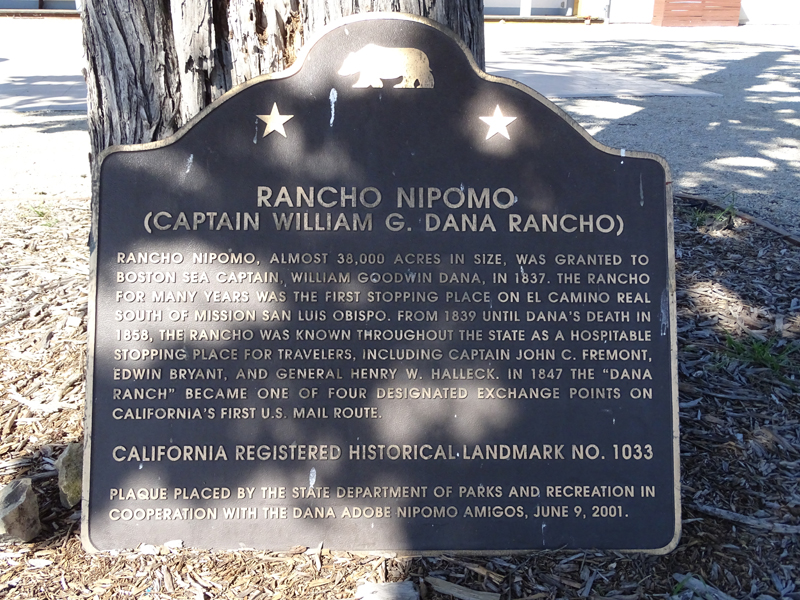 RANCHO NIPOMO
(CAPTAIN WILLIAM G. DANA RANCHO)
RANCHO NIPOMO, ALMOST 38,000 ACRES IN SIZE, WAS GRANTED TO
BOSTON SEA CAPTAIN, WILLIAM GOODWIN DANA, IN 1837. THE RANCHO
FOR MANY YEARS WAS THE FIRST STOPPING PLACE ON EL CAMINO REAL
SOUTH OF MISSION SAN LUIS OBISPO. FROM 1839 UNTIL DANA'S DEATH IN
1858, THE RANCHO WAS KNOWN THROUGHOUT THE STATE AS A HOSPITABLE
STOPPING PLACE FOR TRAVELERS, INCLUDING CAPTAIN JOHN C. FREMONT,
EDWIN BRYANT, AND GENERAL HENRY W. HALLECK. IN 1847 THE "DANA
RANCH" BECAME ONE OF FOUR DESIGNATED EXCHANGE POINTS ON
CALIFORNIA'S FIRST U.S. MAIL ROUTE.
CALIFORNIA REGISTERED HISTORICAL LANDMARK NO. 1033
PLAQUE PLACED BY THE STATE DEPARTMENT OF PARKS AND RECREATION IN
COOPERATION WITH THE DANA ADOBE NIPOMO AMIGOS, JUNE 9, 2001.